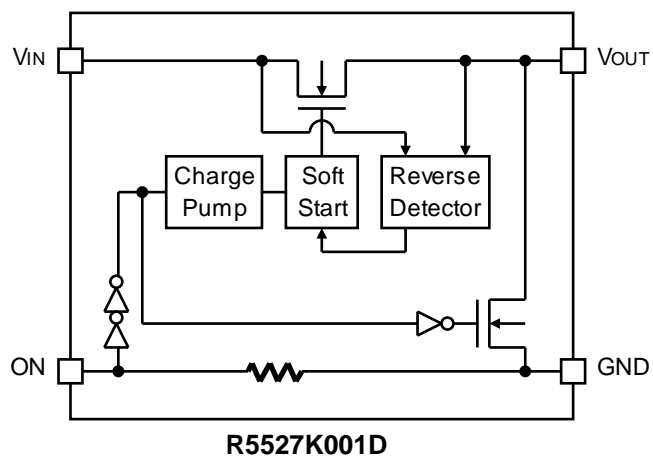 VIN
VOUT
Charge
Pump
Soft
Start
Reverse
Detector
ON
GND
R5527K001D